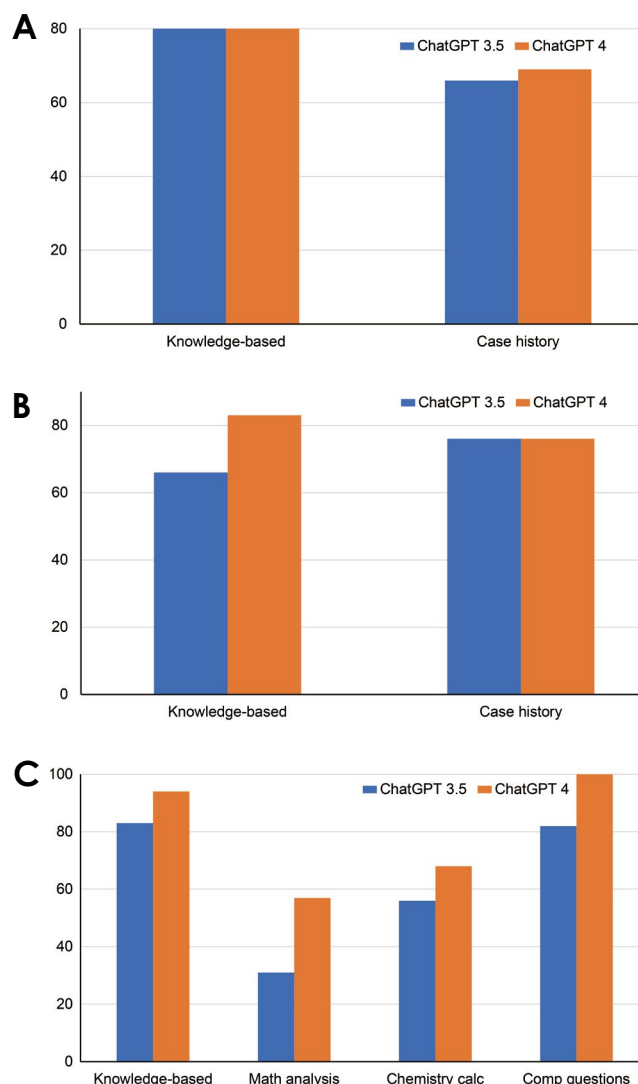 A
80
ChatGPT 3.5 ChatGPT 4
60
40
20
0
Knowledge-based Case history
B
ChatGPT 3.5 ChatGPT 4
80
60
40
20
0
Knowledge-based Case history
C
100
ChatGPT 3.5 ChatGPT 4
80
60
40
20
0
Knowledge-based Math analysis Chemistry calc Comp questions